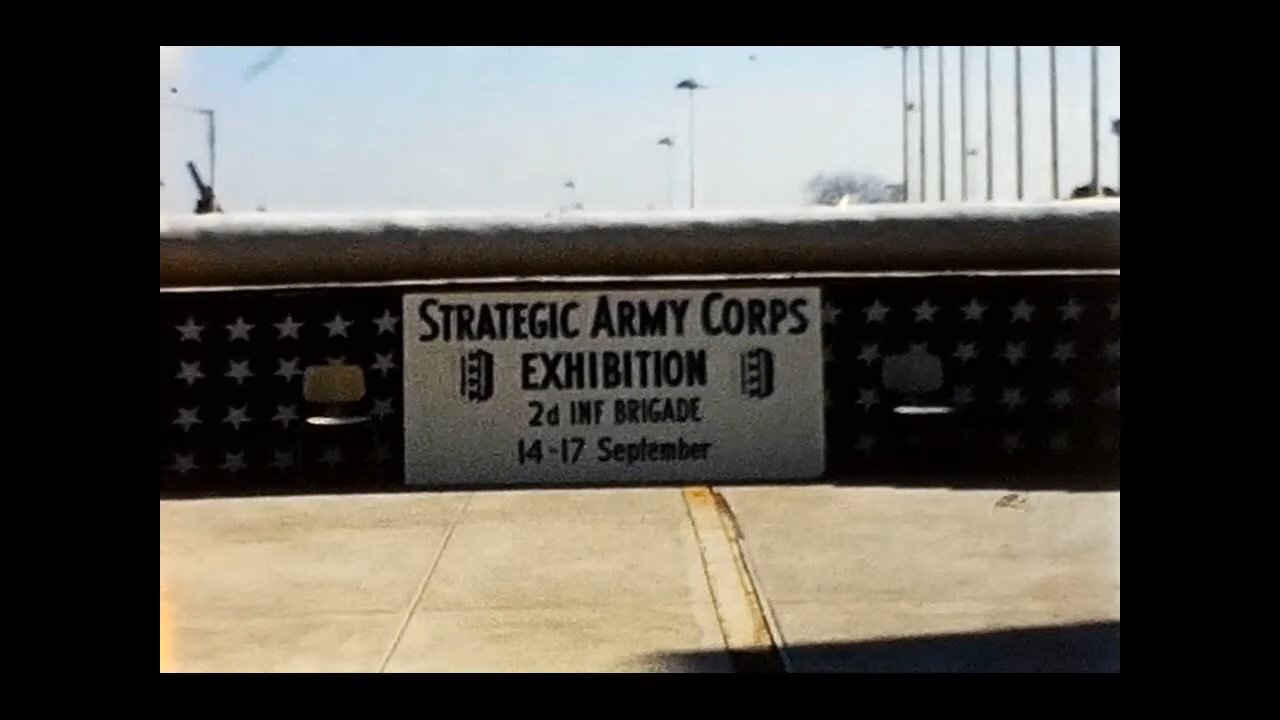 STRATEGIC ARMY CORPS
EXHIBITION
2d INF BRIGADE
14-17 September